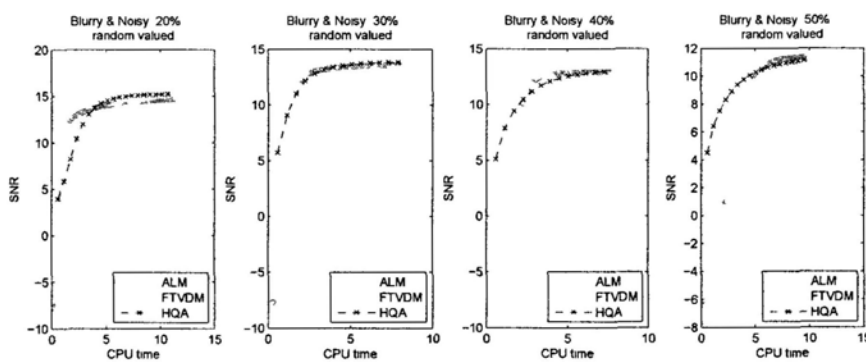 Blurry & Noisy 20%
random valued
20
15
10
5
0
−5
−10
SNR
0
5
10
15
CPU time
ALM
FTVDM
HQA
Blurry & Noisy 30%
random valued
15
10
5
0
−5
−10
SNR
0
5
10
CPU time
ALM
FTVDM
HQA
Blurry & Noisy 40%
random valued
15
10
5
0
−5
−10
SNR
0
5
10
CPU time
ALM
FTVDM
HQA
Blurry & Noisy 50%
random valued
12
10
8
6
4
2
0
−2
−4
−6
−8
SNR
0
5
10
15
CPU time
ALM
FTVDM
HQA